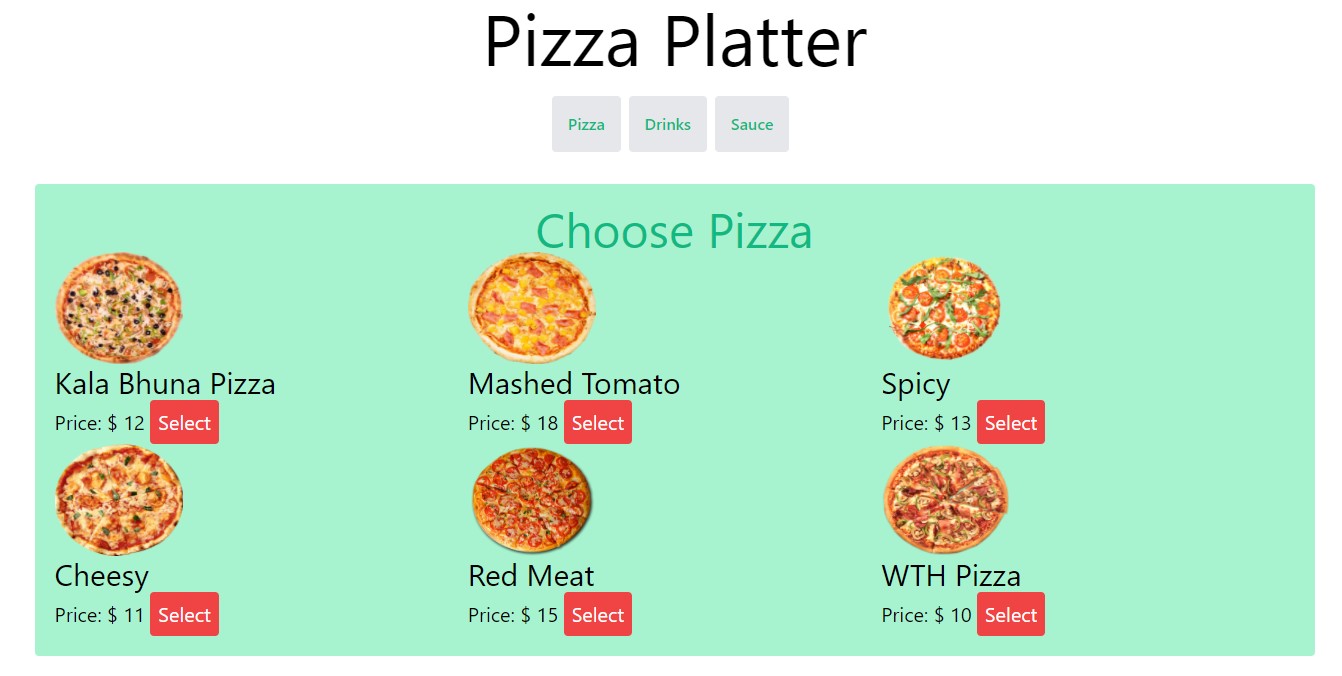 Pizza Platter
Pizza Drinks Sauce
Choose Pizza
Kala Bhuna Pizza Mashed Tomato Spicy
Price: $ 12 Select Price: $ 18 Select Price: $ 13 Select
Cheesy Red Meat WTH Pizza
Price: $ 11 Select Price: $ 15 Select Price: $ 10 Select